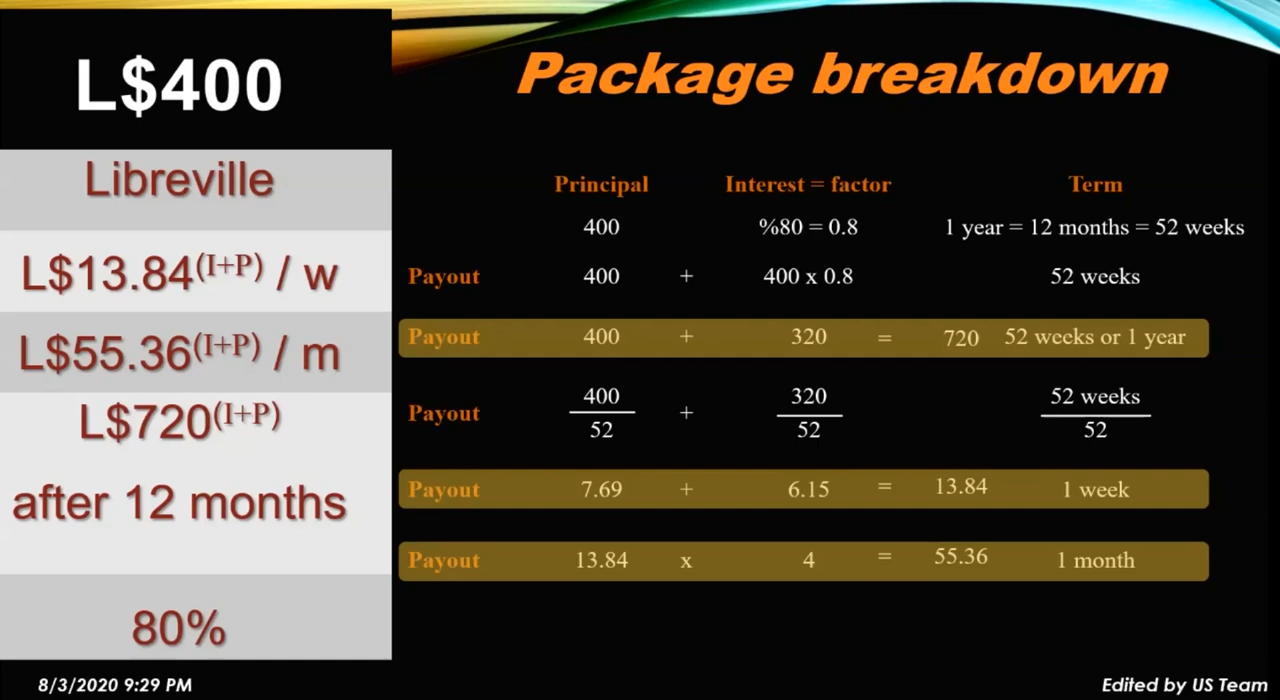 L$400
Libreville
L$13.84(I+P) / w
L$55.36(I+P) / m
L$720(I+P)
after 12 months
80%
Package breakdown
Principal Interest = factor Term
400 %80 = 0.8 1 year = 12 months = 52 weeks
Payout 400 + 400 x 0.8 52 weeks
Payout 400 + 320 = 720 52 weeks or 1 year
400 320 52 weeks
Payout +
52 52 52
Payout 7.69 + 6.15 = 13.84 1 week
Payout 13.84 x 4 = 55.36 1 month
8/3/2020 9:29 PM
Edited by US Team